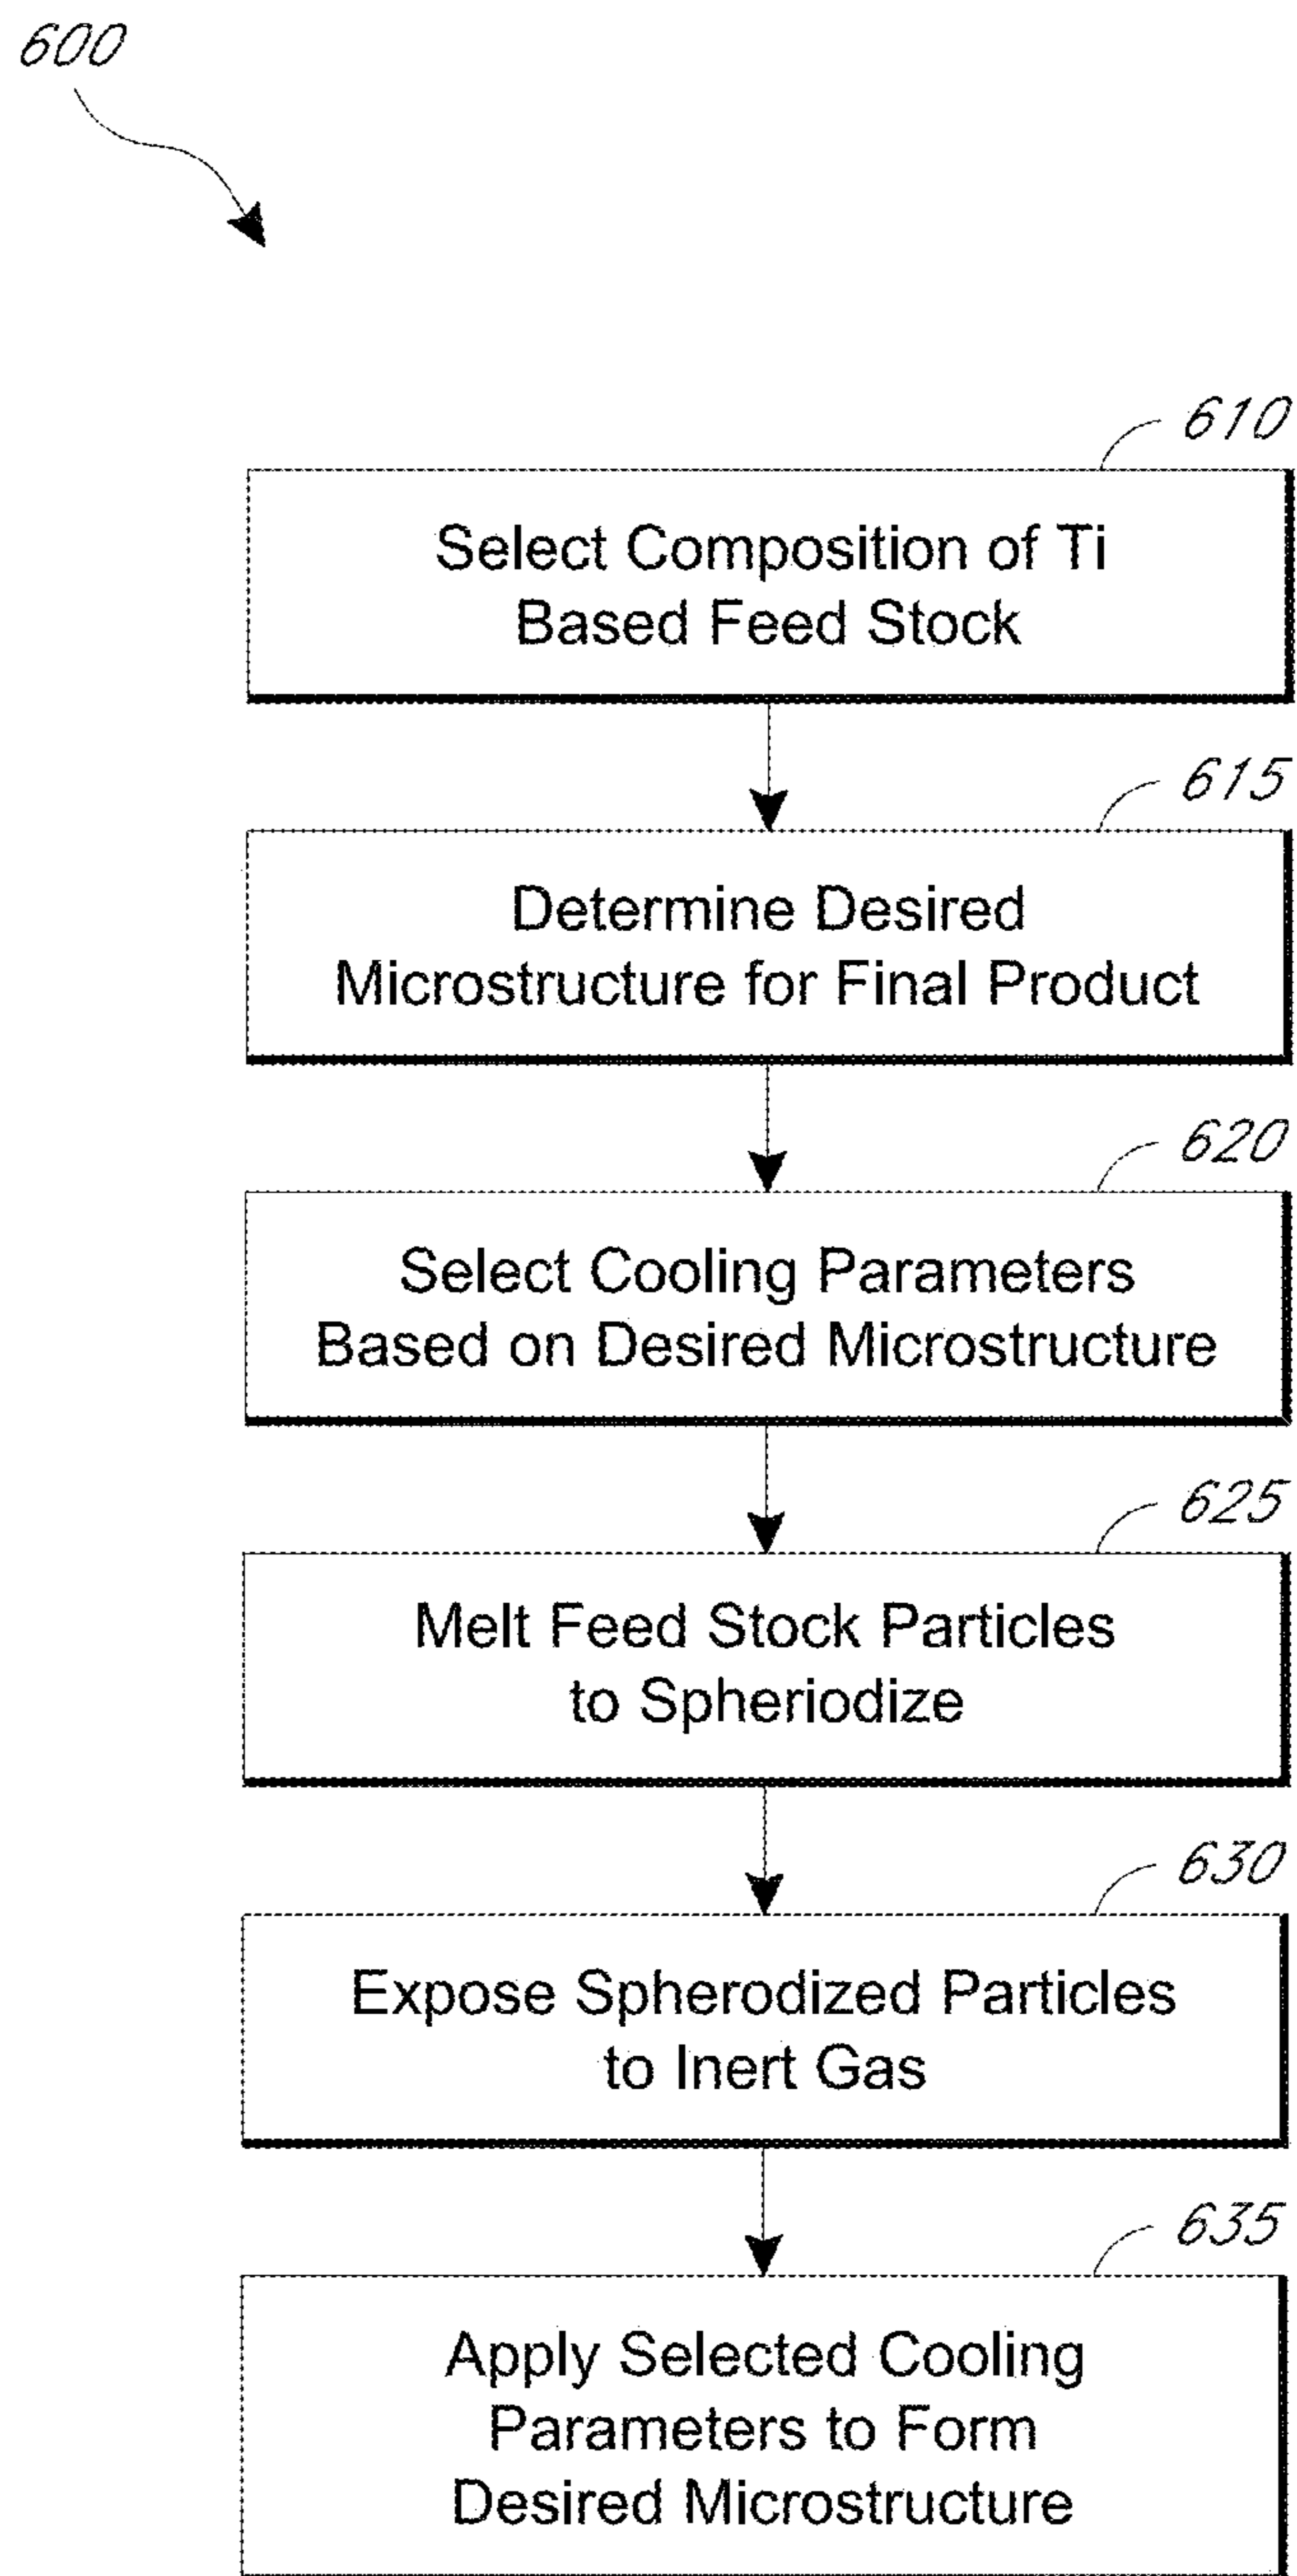 600
610
Select Composition of Ti
Based Feed Stock
615
Determine Desired
Microstructure for Final Product
620
Select Cooling Parameters
Based on Desired Microstructure
625
Melt Feed Stock Particles
to Spheriodize
630
Expose Spherodized Particles
to Inert Gas
635
Apply Selected Cooling
Parameters to Form
Desired Microstructure